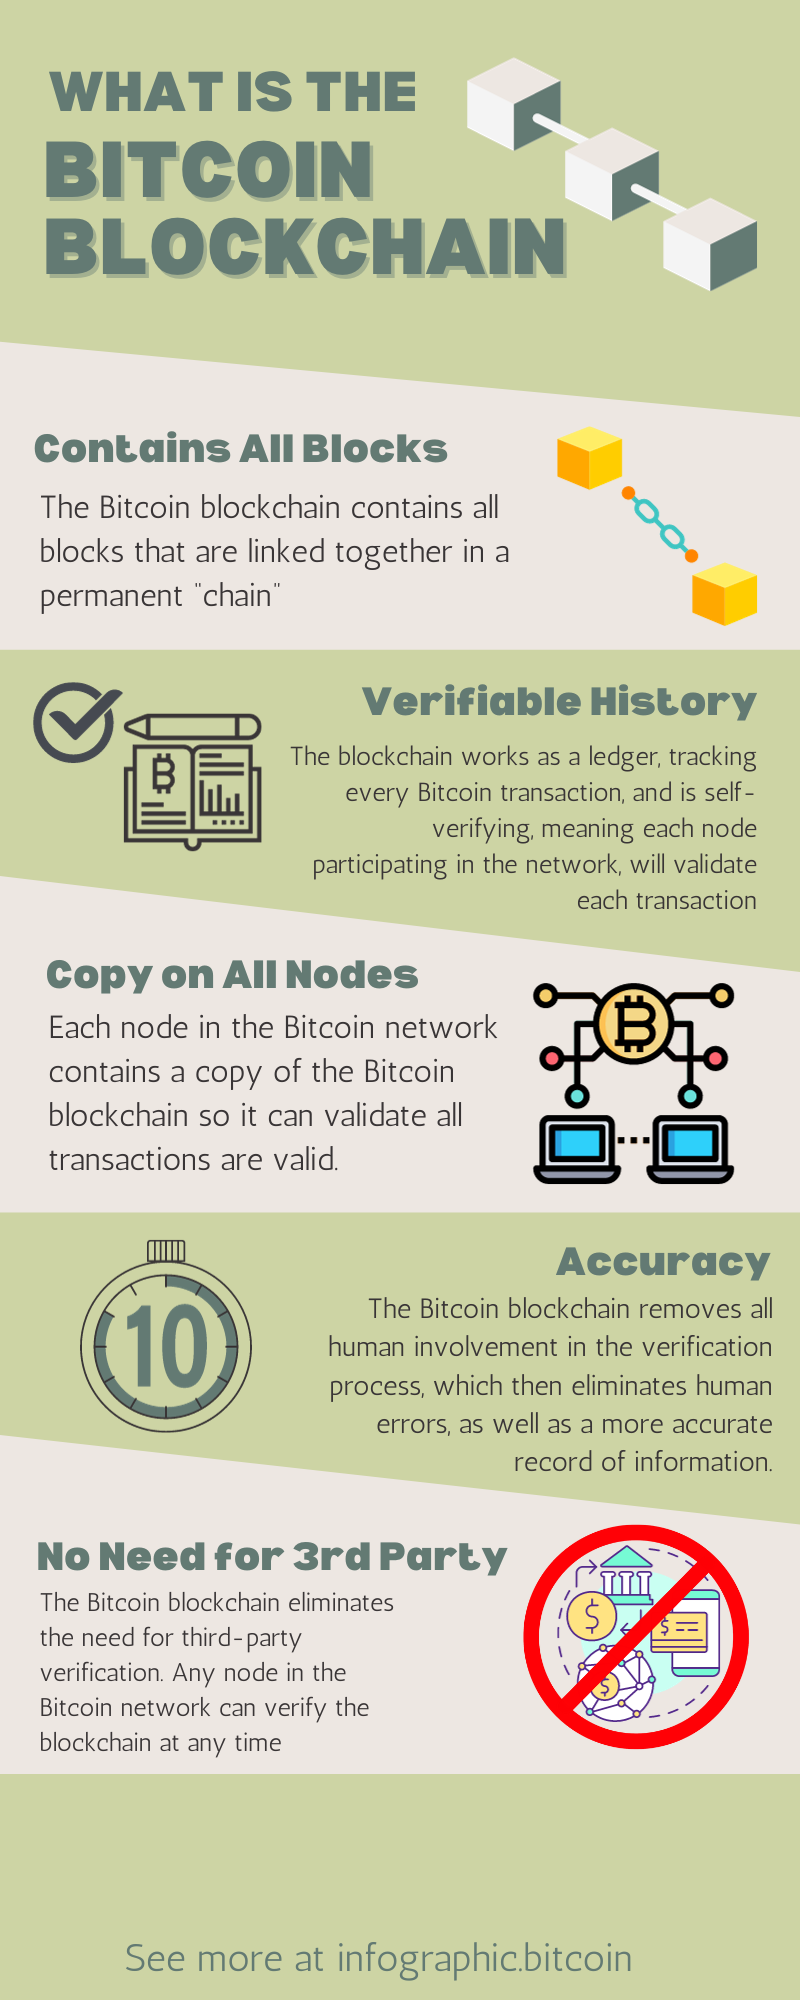 WHAT IS THE
BITCOIN
BLOCKCHAIN
Contains All Blocks
The Bitcoin blockchain contains all
blocks that are linked together in a
permanent "chain"
Verifiable History
The blockchain works as a ledger, tracking
every Bitcoin transaction, and is self-
verifying, meaning each node
participating in the network, will validate
each transaction
B
Copy on All Nodes
Each node in the Bitcoin network
contains a copy of the Bitcoin
blockchain so it can validate all
transactions are valid.
B
10
Accuracy
The Bitcoin blockchain removes all
human involvement in the verification
process, which then eliminates human
errors, as well as a more accurate
record of information.
No Need for 3rd Party
The Bitcoin blockchain eliminates
the need for third-party
verification. Any node in the
Bitcoin network can verify the
blockchain at any time
$
$
$
See more at infographic.bitcoin